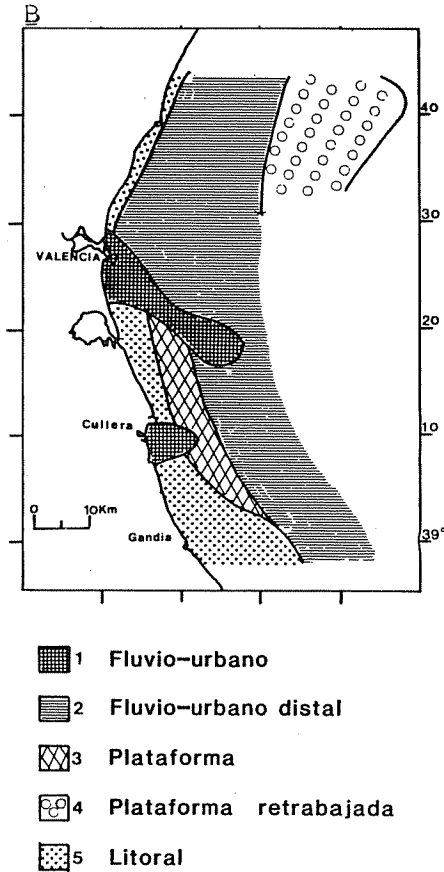 B
40
30
VALENCIA
20
Cullera
10
0 10Km
Gandia
39°
1 Fluvio-urbano
2 Fluvio-urbano distal
3 Plataforma
4 Plataforma retrabajada
5 Litoral